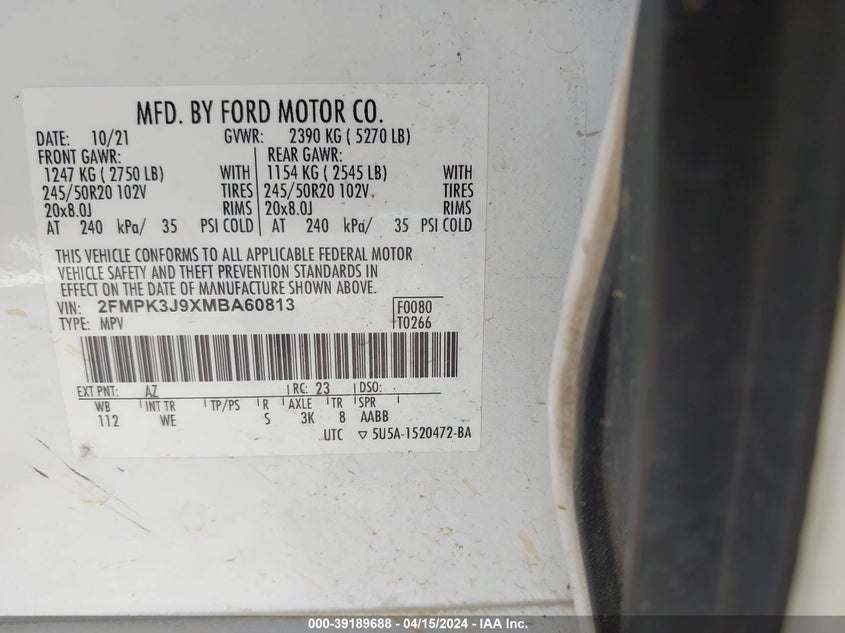 MFD. BY FORD MOTOR CO.
DATE: 10/21 GVWR: 2390 KG ( 5270 LB)
FRONT GAWR: REAR GAWR:
1247 KG ( 2750 LB) WITH 1154 KG ( 2545 LB) WITH
245/50R20 102V TIRES 245/50R20 102V TIRES
20x8.0J RIMS 20x8.0J RIMS
AT 240 kPa/ 35 PSI COLD AT 240 kPa/ 35 PSI COLD
THIS VEHICLE CONFORMS TO ALL APPLICABLE FEDERAL MOTOR
VEHICLE SAFETY AND THEFT PREVENTION STANDARDS IN
EFFECT ON THE DATE OF MANUFACTURE SHOWN ABOVE.
VIN: 2FMPK3J9XMBA60813 F0080
TYPE: MPV T0266
EXT PNT: AZ RC: 23 DSO:
WB INT TR TP/PS R AXLE TR SPR
112 WE S 3K 8 AABB
UTC ▽ 5U5A-1520472-BA
000-39189688 - 04/15/2024 - IAA Inc.